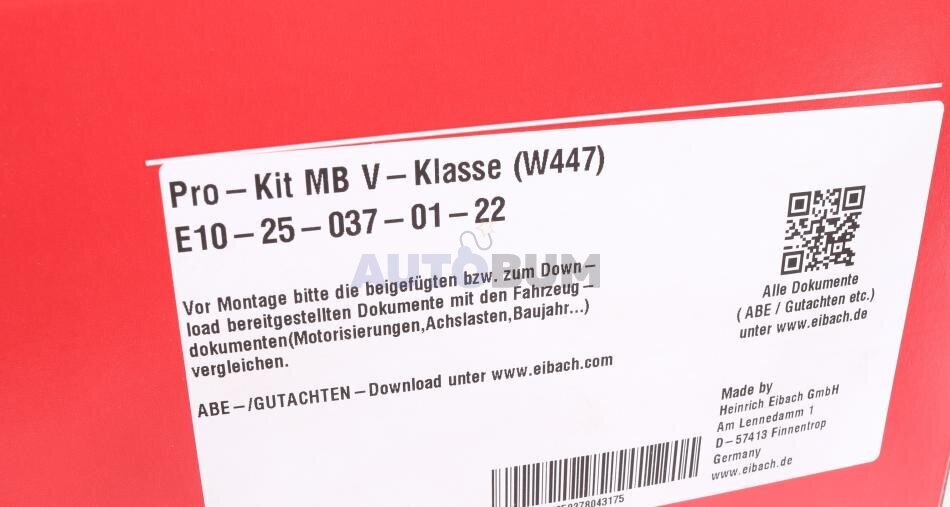 Pro – Kit MB V – Klasse (W447)
E10 – 25 – 037 – 01 – 22
AUTOBUM
Vor Montage bitte die beigefügten bzw. zum Down–
load bereitgestellten Dokumente mit den Fahrzeug –
dokumenten(Motorisierungen,Achslasten,Baujahr...)
vergleichen.
ABE –/GUTACHTEN – Download unter www.eibach.com
Alle Dokumente
( ABE / Gutachten etc.)
unter www.eibach.de
Made by
Heinrich Eibach GmbH
Am Lennedamm 1
D – 57413 Finnentrop
Germany
www.eibach.de